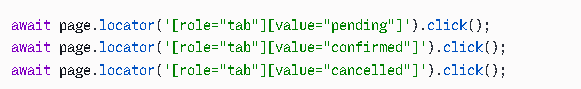 await page.locator('[role="tab"][value="pending"]').click();
await page.locator('[role="tab"][value="confirmed"]').click();
await page.locator('[role="tab"][value="cancelled"]').click();